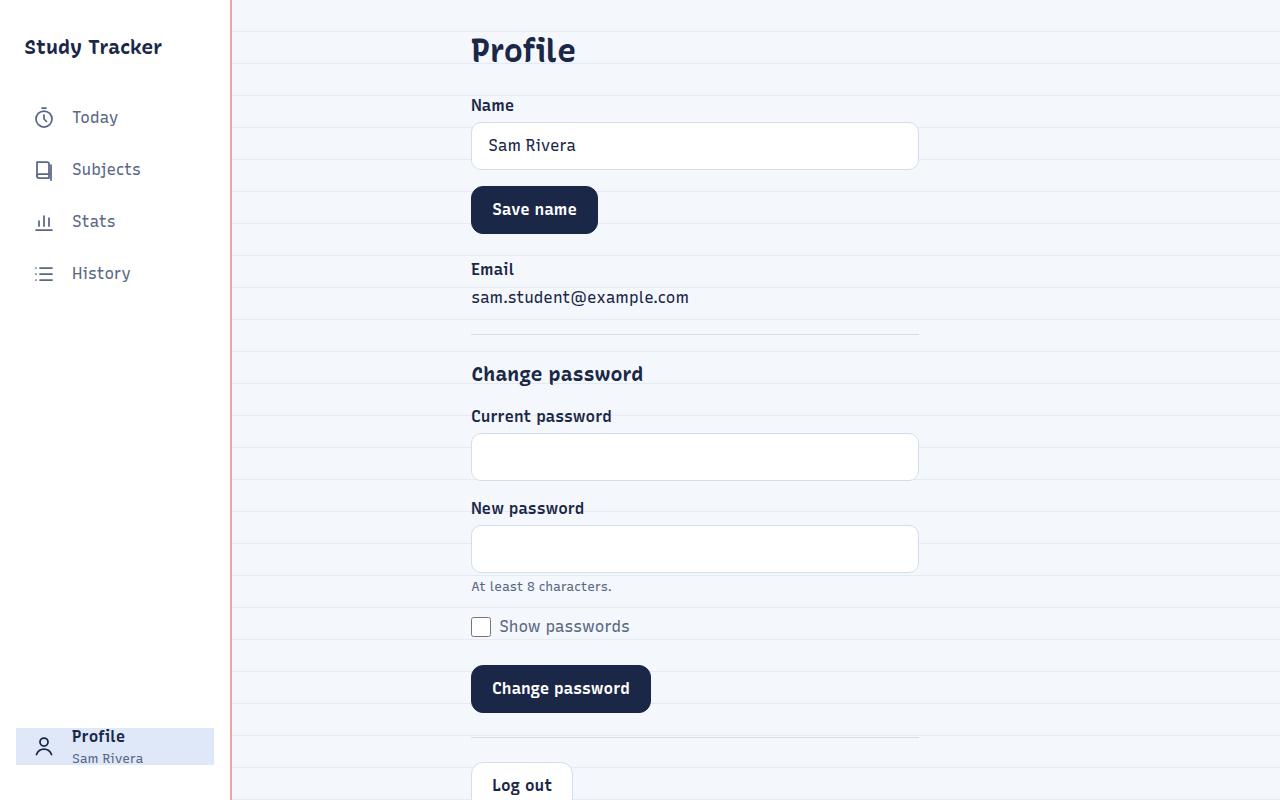 Study Tracker
Today
Subjects
Stats
History
Profile
Sam Rivera
Profile
Name
Sam Rivera
Save name
Email
sam.student@example.com
Change password
Current password
New password
At least 8 characters.
Show passwords
Change password
Log out